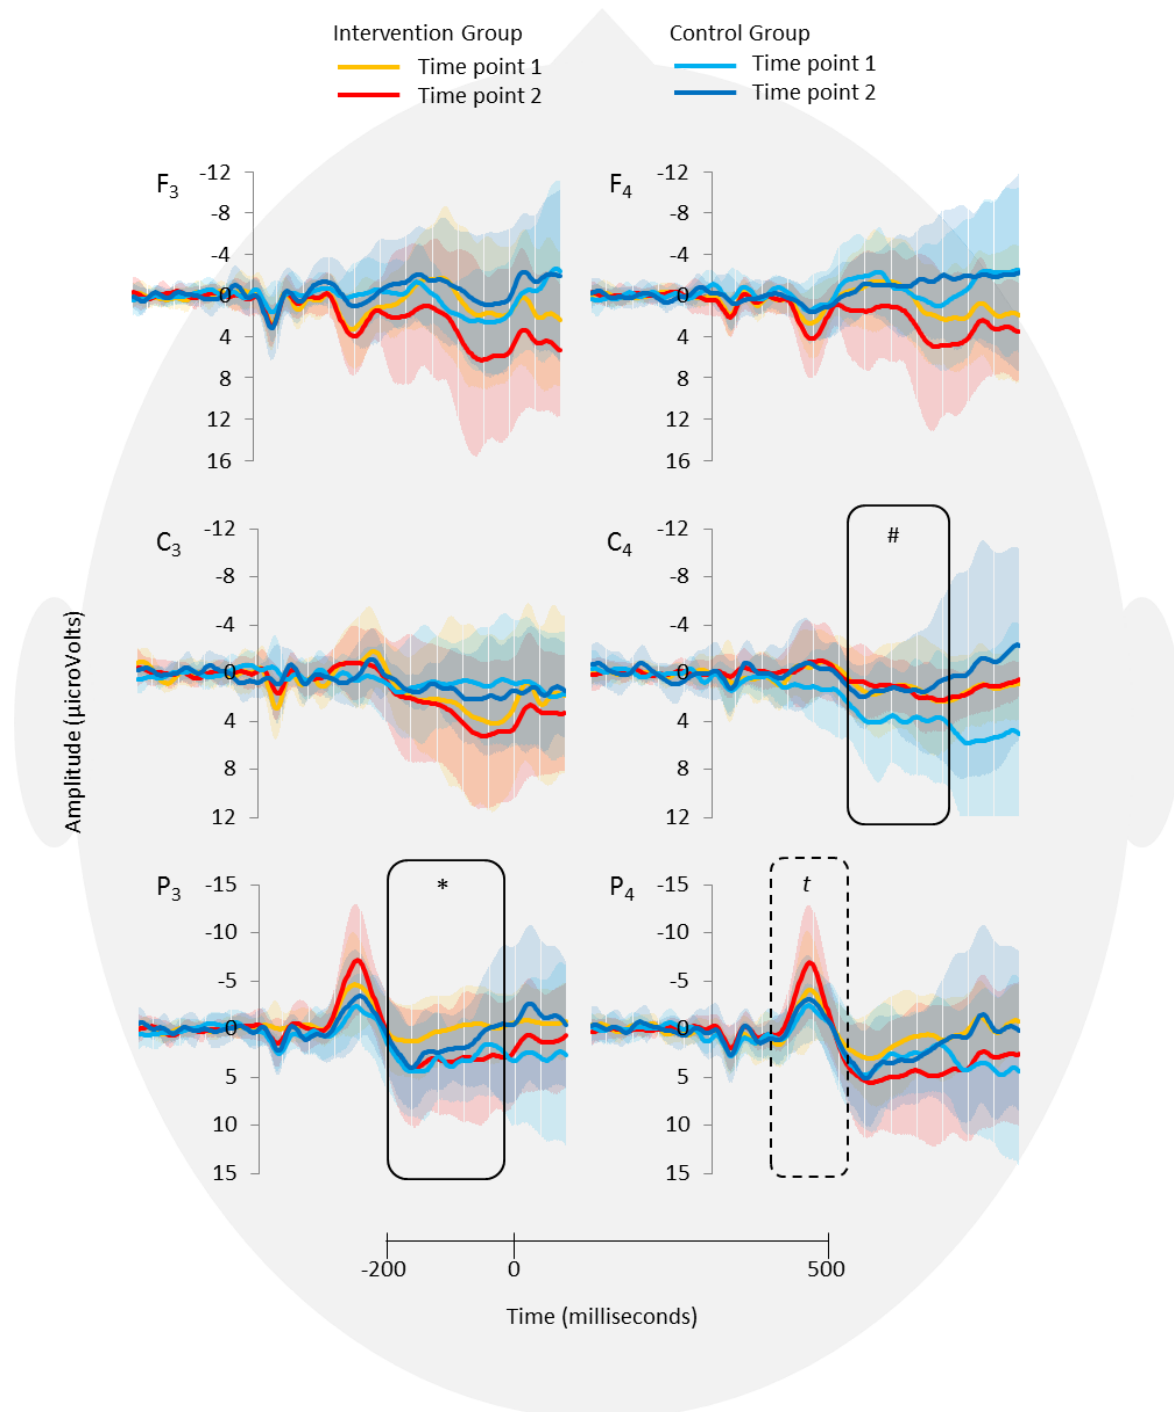 Intervention Group
Time point 1
Time point 2
Control Group
Time point 1
Time point 2
F3
-12
-8
-4
0
4
8
12
16
F4
-12
-8
-4
0
4
8
12
16
C3
-12
-8
-4
0
4
8
12
C4
-12
-8
-4
0
4
8
12
#
Amplitude (µicroVolts)
P3
-15
-10
-5
0
5
10
15
*
P4
-15
-10
-5
0
5
10
15
t
-200 0 500
Time (milliseconds)